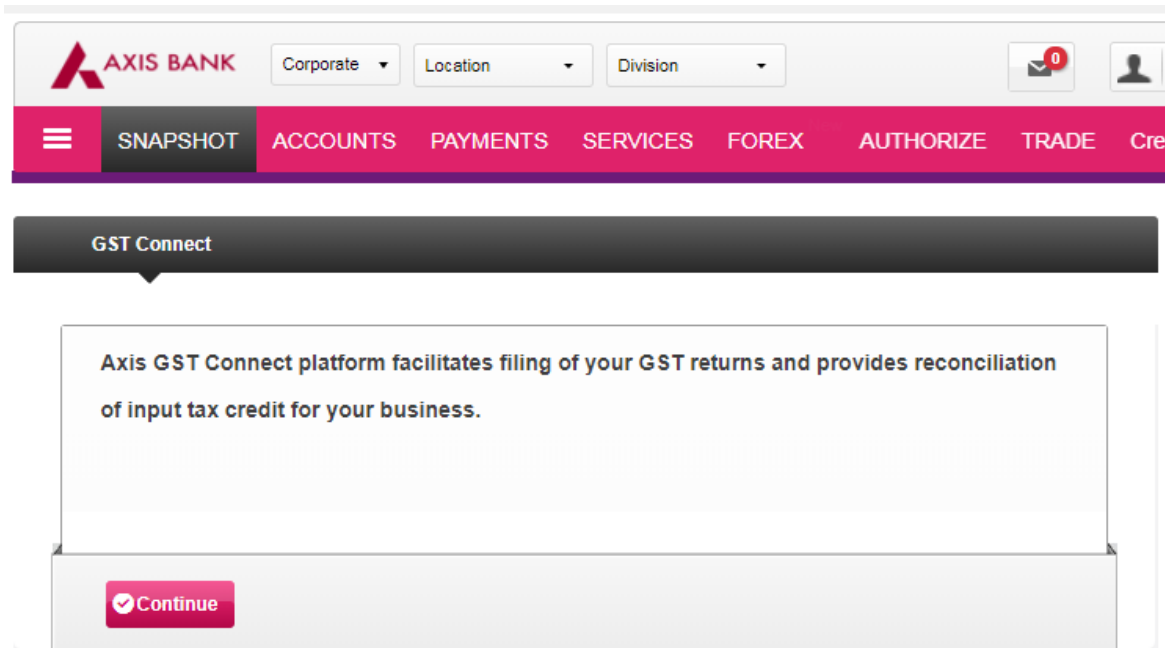 AXIS BANK Corporate Location Division 0
SNAPSHOT ACCOUNTS PAYMENTS SERVICES FOREX AUTHORIZE TRADE Cre
GST Connect
Axis GST Connect platform facilitates filing of your GST returns and provides reconciliation
of input tax credit for your business.
Continue